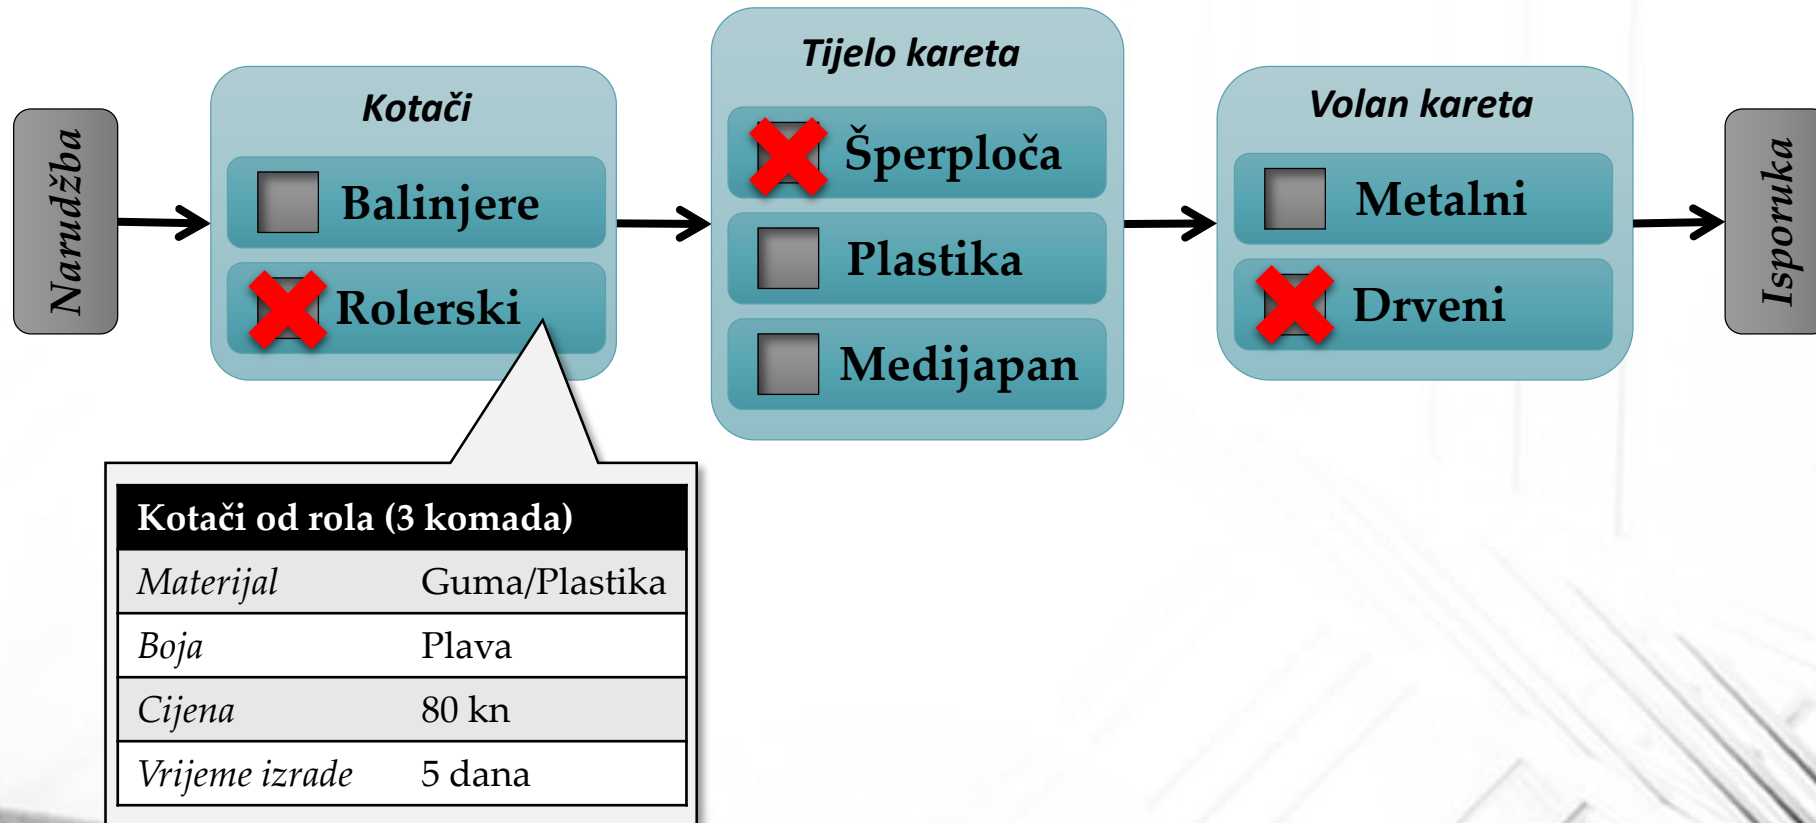 Narudžba
Kotači
Balinjere
Rolerski
Tijelo kareta
Šperploča
Plastika
Medijapan
Volan kareta
Metalni
Drveni
Isporuka
Kotači od rola (3 komada)
Materijal Guma/Plastika
Boja Plava
Cijena 80 kn
Vrijeme izrade 5 dana